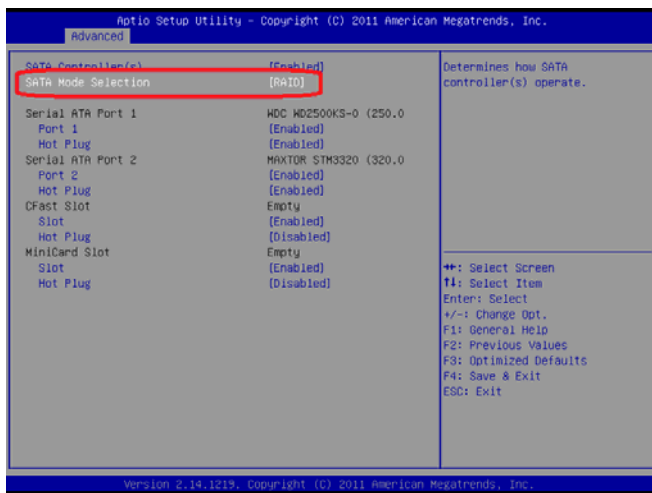 Aptio Setup Utility - Copyright (C) 2011 American Megatrends, Inc.
Advanced
SATA Controller(s) [Enabled]
SATA Mode Selection [RAID]
Serial ATA Port 1 WDC WD2500KS-0 (250.0
Port 1 [Enabled]
Hot Plug [Enabled]
Serial ATA Port 2 MAXTOR STM3320 (320.0
Port 2 [Enabled]
Hot Plug [Enabled]
CFast Slot Empty
Slot [Enabled]
Hot Plug [Disabled]
MiniCard Slot Empty
Slot [Enabled]
Hot Plug [Disabled]
Determines how SATA
controller(s) operate.
→←: Select Screen
↑↓: Select Item
Enter: Select
+/-: Change Opt.
F1: General Help
F2: Previous Values
F3: Optimized Defaults
F4: Save & Exit
ESC: Exit
Version 2.14.1219. Copyright (C) 2011 American Megatrends, Inc.